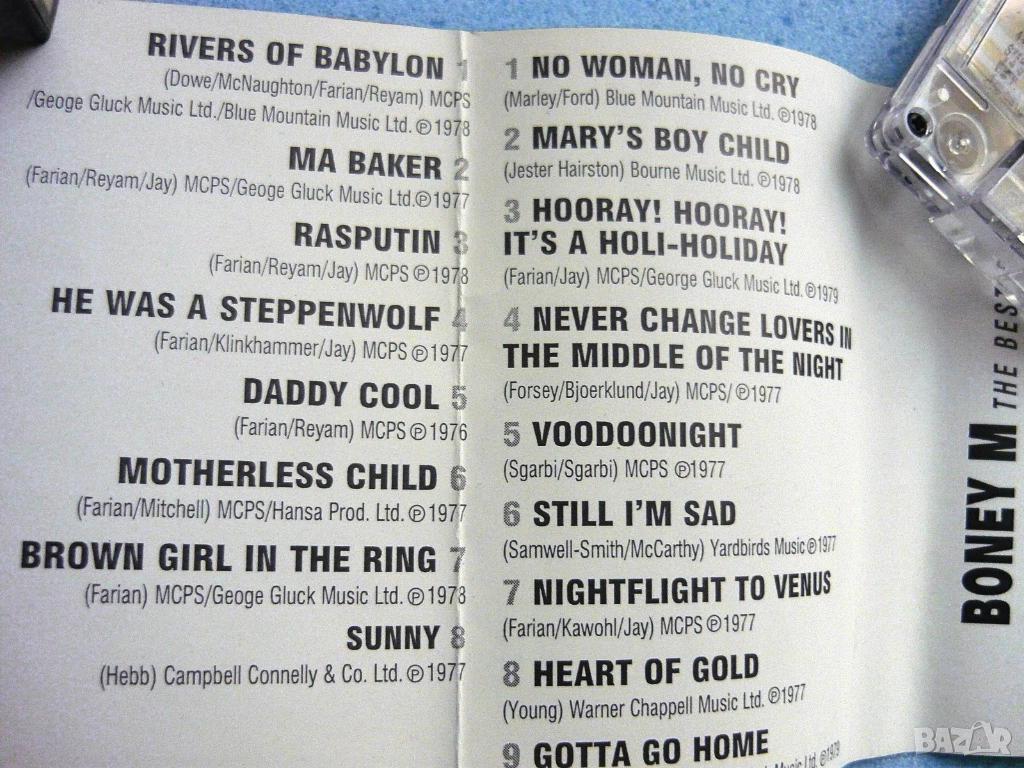 RIVERS OF BABYLON 1
(Dowe/McNaughton/Farian/Reyam) MCPS
/Geoge Gluck Music Ltd./Blue Mountain Music Ltd. ℗1978
MA BAKER 2
(Farian/Reyam/Jay) MCPS/Geoge Gluck Music Ltd.℗1977
RASPUTIN 3
(Farian/Reyam/Jay) MCPS ℗1978
HE WAS A STEPPENWOLF 4
(Farian/Klinkhammer/Jay) MCPS ℗1977
DADDY COOL 5
(Farian/Reyam) MCPS ℗1976
MOTHERLESS CHILD 6
(Farian/Mitchell) MCPS/Hansa Prod. Ltd. ℗1977
BROWN GIRL IN THE RING 7
(Farian) MCPS/Geoge Gluck Music Ltd. ℗1978
SUNNY 8
(Hebb) Campbell Connelly & Co. Ltd. ℗1977
1 NO WOMAN, NO CRY
(Marley/Ford) Blue Mountain Music Ltd. ℗1978
2 MARY'S BOY CHILD
(Jester Hairston) Bourne Music Ltd. ℗1978
3 HOORAY! HOORAY!
IT'S A HOLI-HOLIDAY
(Farian/Jay) MCPS/George Gluck Music Ltd. ℗1979
4 NEVER CHANGE LOVERS IN
THE MIDDLE OF THE NIGHT
(Forsey/Bjoerklund/Jay) MCPS/ ℗1977
5 VOODOONIGHT
(Sgarbi/Sgarbi) MCPS ℗1977
6 STILL I'M SAD
(Samwell-Smith/McCarthy) Yardbirds Music ℗1977
7 NIGHTFLIGHT TO VENUS
(Farian/Kawohl/Jay) MCPS ℗1977
8 HEART OF GOLD
(Young) Warner Chappell Music Ltd. ℗1977
9 GOTTA GO HOME
Ltd. ℗1979
BONEY M THE BEST
BAZAR